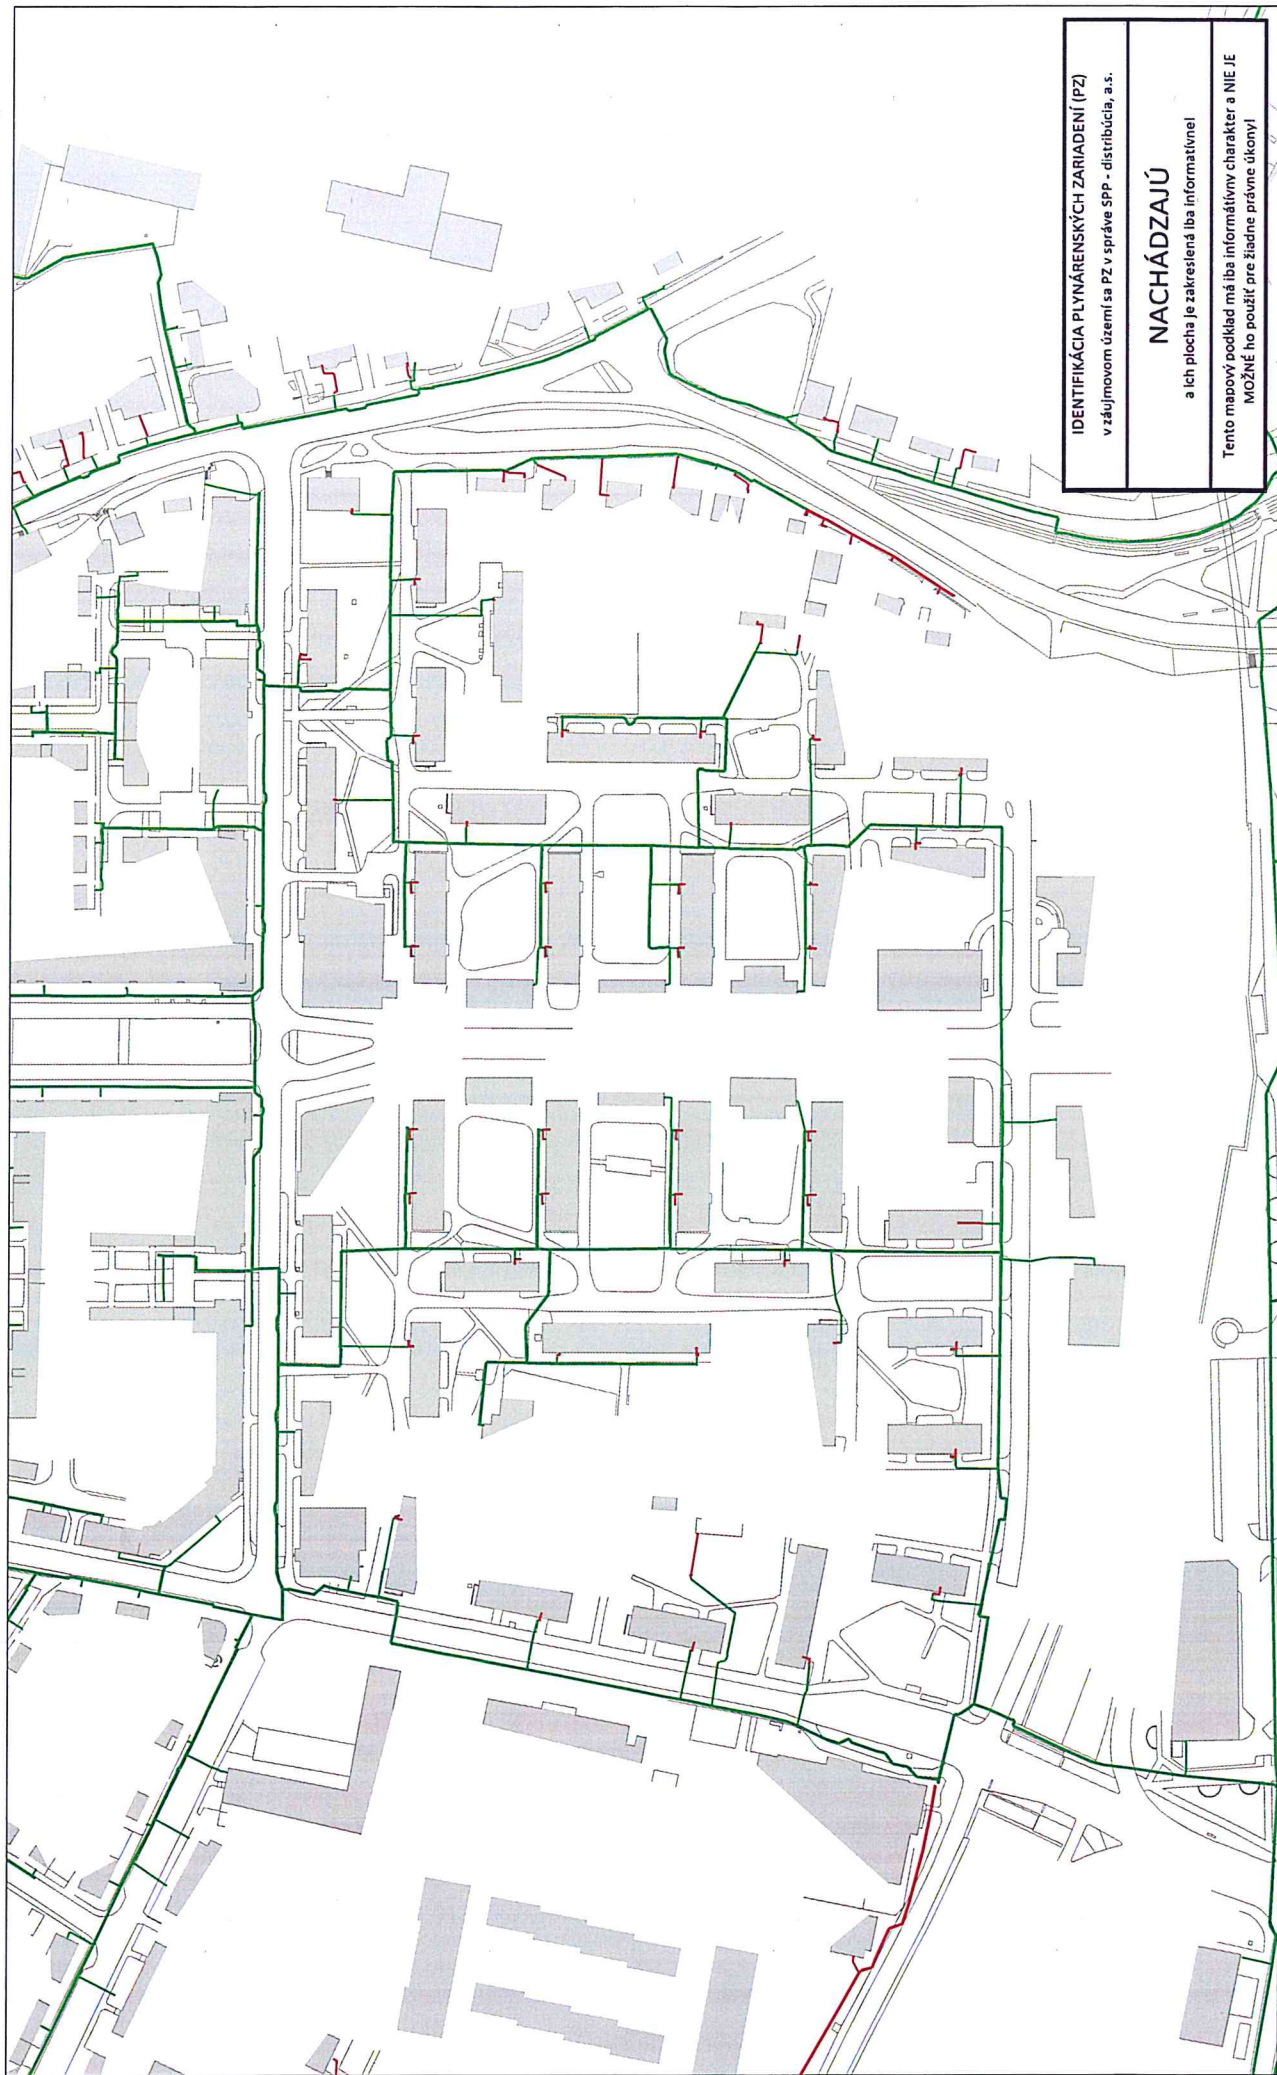 IDENTIFIKÁCIA PLYNÁRENSKÝCH ZARIADENÍ (PZ)
v záujmovom území sa PZ v správe SPP - distribúcia, a.s.
NACHÁDZAJÚ
a ich plocha je zakreslená iba informatívne!
Tento mapový podklad má iba informatívny charakter a NIE JE
MOŽNÉ ho použiť pre žiadne právne úkony!